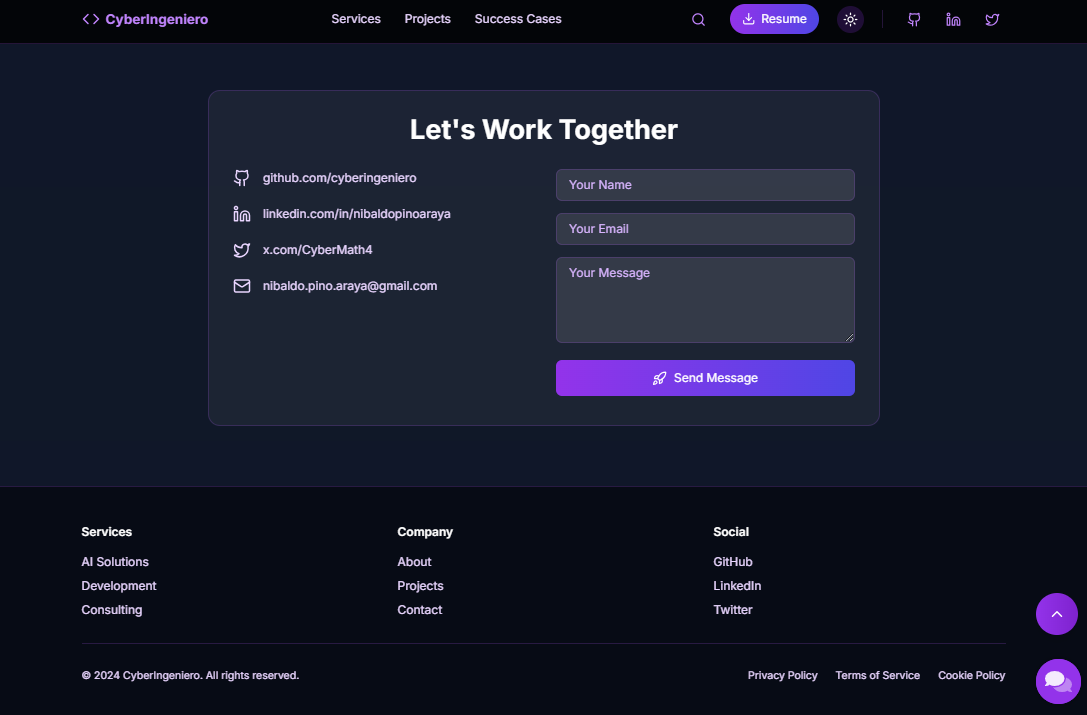 CyberIngeniero
Services Projects Success Cases
Resume
Let's Work Together
github.com/cyberingeniero
linkedin.com/in/nibaldopinoaraya
x.com/CyberMath4
nibaldo.pino.araya@gmail.com
Your Name
Your Email
Your Message
Send Message
Services
AI Solutions
Development
Consulting
Company
About
Projects
Contact
Social
GitHub
LinkedIn
Twitter
© 2024 CyberIngeniero. All rights reserved.
Privacy Policy Terms of Service Cookie Policy